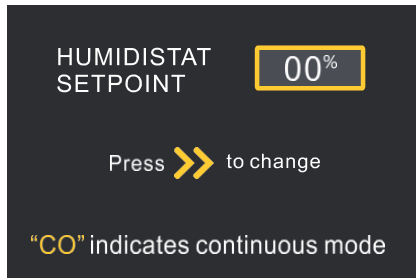 HUMIDISTAT
SETPOINT
00%
Press to change
“CO” indicates continuous mode